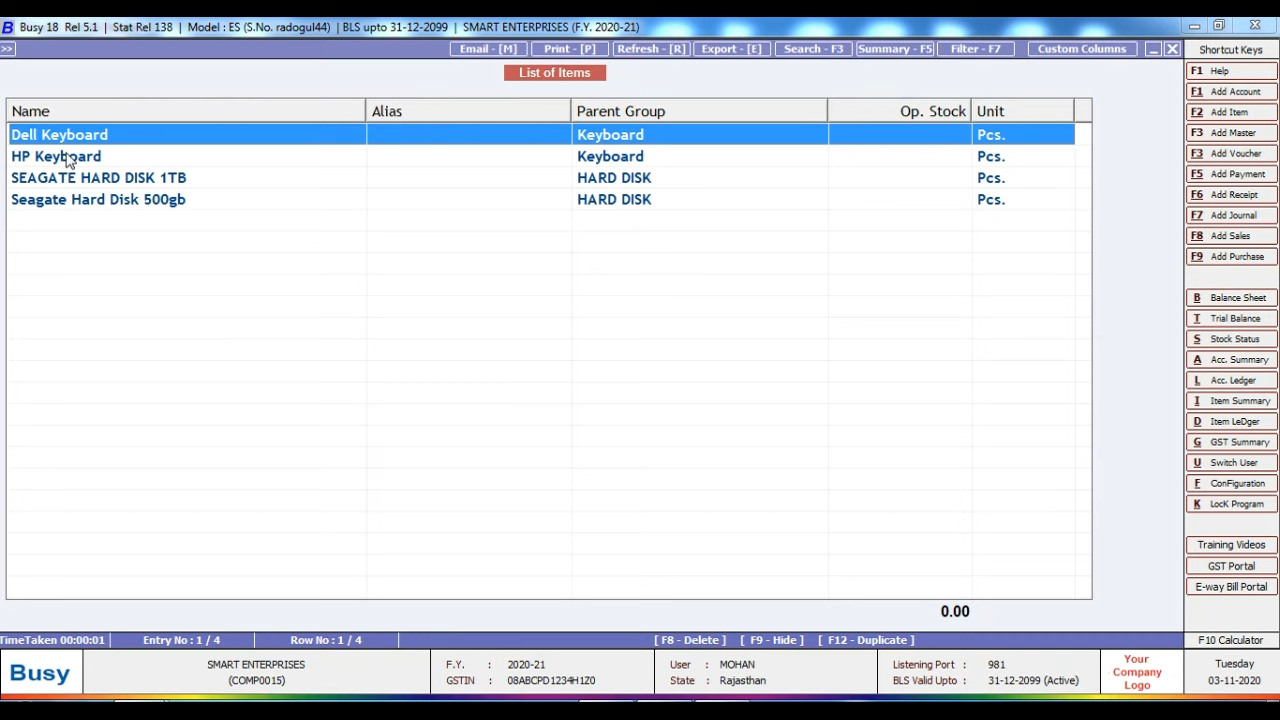 B Busy 18 Rel 5.1 | Stat Rel 138 | Model : ES (S.No. radogul44) | BLS upto 31-12-2099 | SMART ENTERPRISES (F.Y. 2020-21)
>> Email - [M] Print - [P] Refresh - [R] Export - [E] Search - F3 Summary - F5 Filter - F7 Custom Columns
List of Items
Name Alias Parent Group Op. Stock Unit
Dell Keyboard Keyboard Pcs.
HP Keyboard Keyboard Pcs.
SEAGATE HARD DISK 1TB HARD DISK Pcs.
Seagate Hard Disk 500gb HARD DISK Pcs.
0.00
TimeTaken 00:00:01 Entry No : 1 / 4 Row No : 1 / 4 [ F8 - Delete ] [ F9 - Hide ] [ F12 - Duplicate ]
Shortcut Keys
F1 Help
F1 Add Account
F2 Add Item
F3 Add Master
F3 Add Voucher
F5 Add Payment
F6 Add Receipt
F7 Add Journal
F8 Add Sales
F9 Add Purchase
B Balance Sheet
T Trial Balance
S Stock Status
A Acc. Summary
L Acc. Ledger
I Item Summary
D Item LeDger
G GST Summary
U Switch User
F ConFiguration
K LocK Program
Training Videos
GST Portal
E-way Bill Portal
F10 Calculator
Busy
SMART ENTERPRISES
(COMP0015)
F.Y. : 2020-21
GSTIN : 08ABCPD1234H1Z0
User : MOHAN
State : Rajasthan
Listening Port : 981
BLS Valid Upto : 31-12-2099 (Active)
Your
Company
Logo
Tuesday
03-11-2020